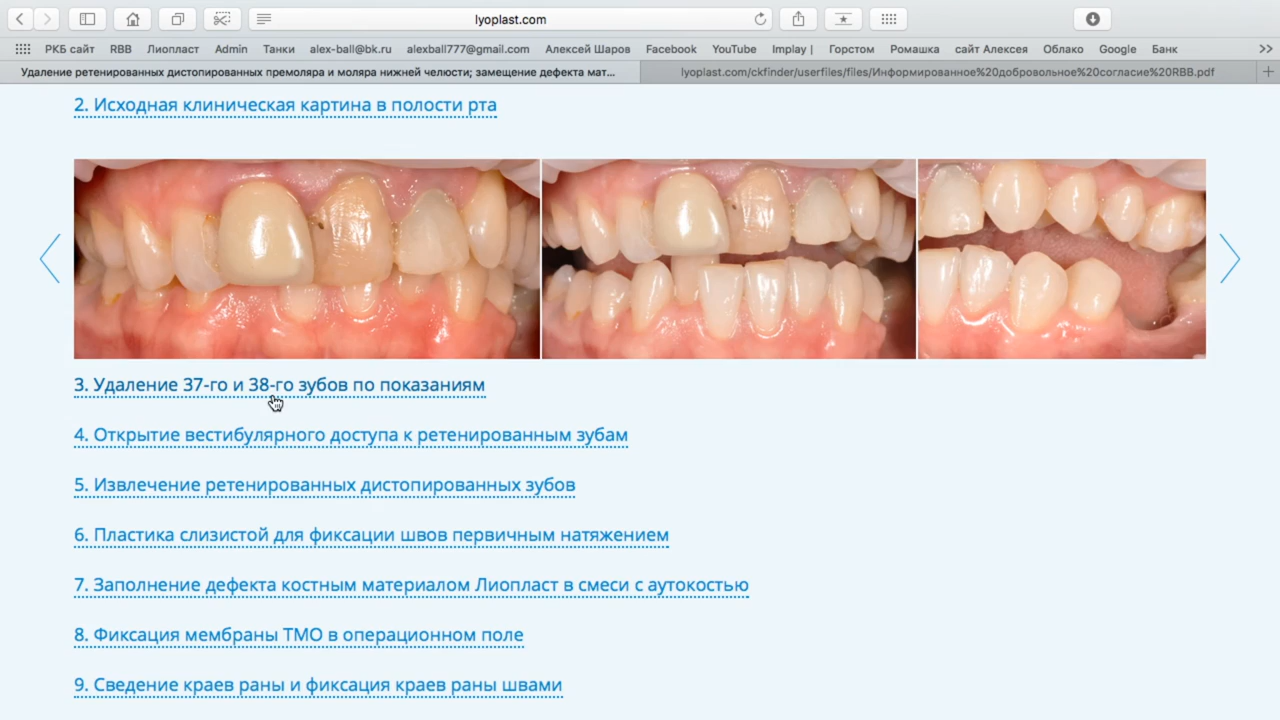 lyoplast.com
РКБ сайт RBB Лиопласт Admin Танки alex-ball@bk.ru alexball777@gmail.com Алексей Шаров Facebook YouTube Implay | Горстом Ромашка сайт Алексея Облако Google Банк >>
Удаление ретенированных дистопированных премоляра и моляра нижней челюсти; замещение дефекта мат... lyoplast.com/ckfinder/userfiles/files/Информированное%20добровольное%20согласие%20RBB.pdf
2. Исходная клиническая картина в полости рта
3. Удаление 37-го и 38-го зубов по показаниям
4. Открытие вестибулярного доступа к ретенированным зубам
5. Извлечение ретенированных дистопированных зубов
6. Пластика слизистой для фиксации швов первичным натяжением
7. Заполнение дефекта костным материалом Лиопласт в смеси с аутокостью
8. Фиксация мембраны ТМО в операционном поле
9. Сведение краев раны и фиксация краев раны швами